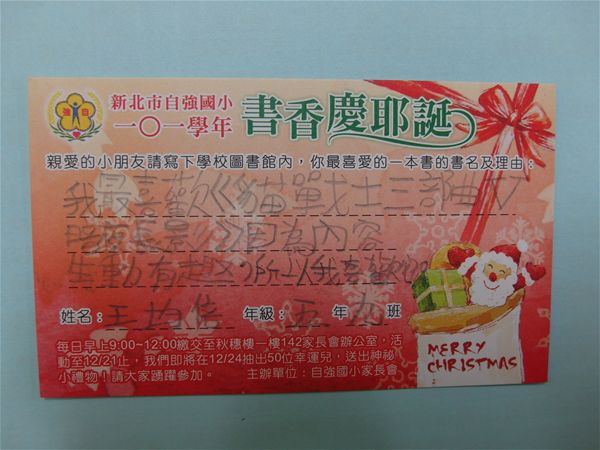 強 自
新北市自強國小
一〇一學年
書香慶耶誕
親愛的小朋友請寫下學校圖書館內，你最喜愛的一本書的書名及理由：
我最喜歡《貓戰士三部曲
長影》因為內容
生動有趣，所以我喜歡
姓名：王均 年級：五年 班
每日早上9:00~12:00繳交至秋穗樓一樓142家長會辦公室，活
動至12/21止，我們即將在12/24抽出50位幸運兒，送出神祕
小禮物！請大家踴躍參加。 主辦單位：自強國小家長會
MERRY
CHRISTMAS